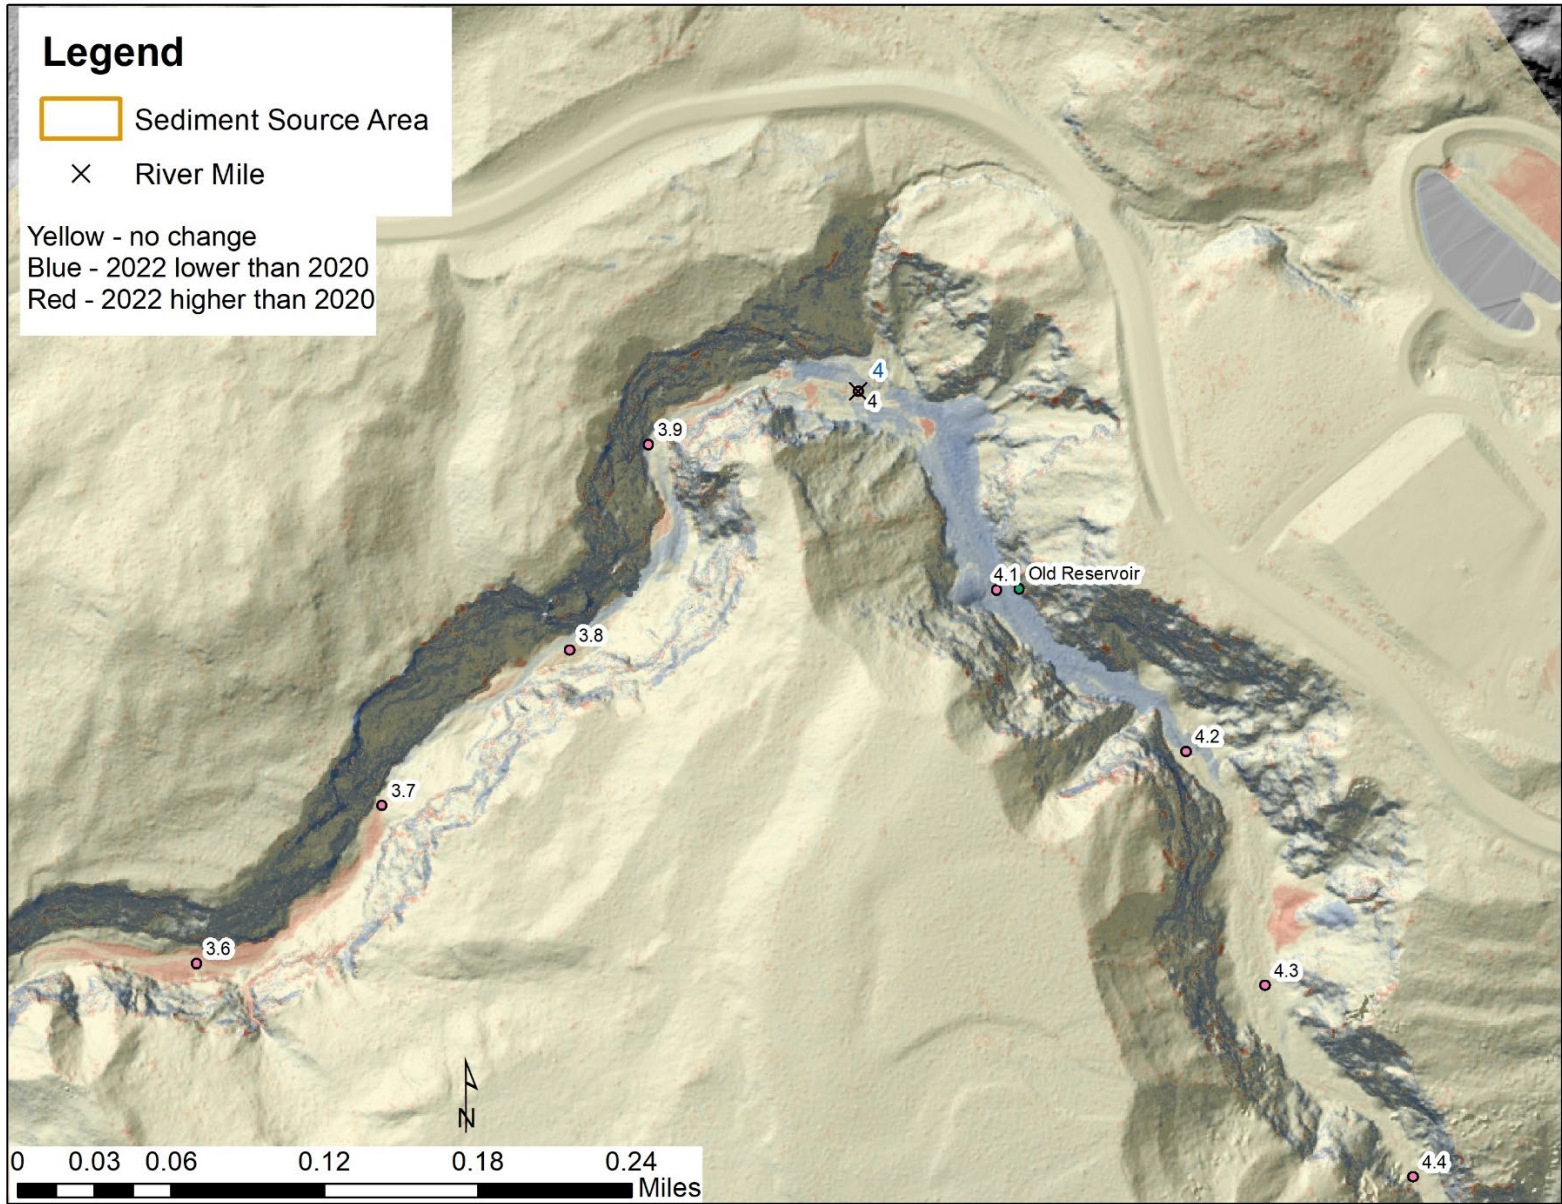 Legend
Sediment Source Area
River Mile
Yellow - no change
Blue - 2022 lower than 2020
Red - 2022 higher than 2020
4
4
3.9
4.1 Old Reservoir
3.8
4.2
3.7
3.6
4.3
N
4.4
0 0.03 0.06 0.12 0.18 0.24
Miles